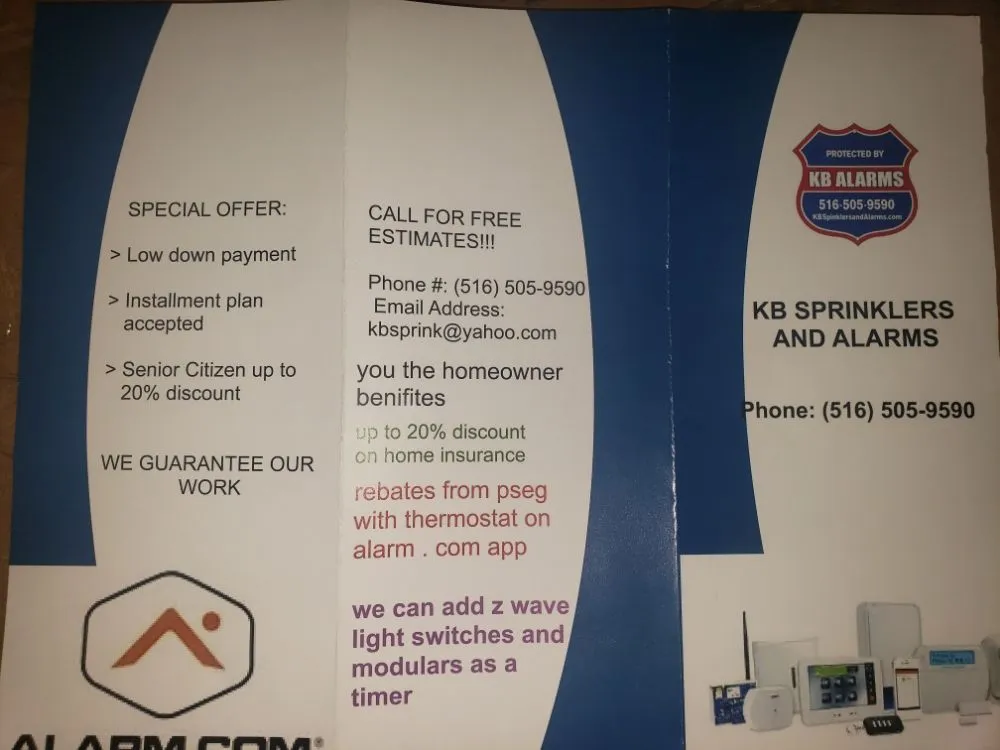 SPECIAL OFFER:
> Low down payment
> Installment plan
accepted
> Senior Citizen up to
20% discount
WE GUARANTEE OUR
WORK
ALARM.COM®
CALL FOR FREE
ESTIMATES!!!
Phone #: (516) 505-9590
Email Address:
kbsprink@yahoo.com
you the homeowner
benifites
up to 20% discount
on home insurance
rebates from pseg
with thermostat on
alarm . com app
we can add z wave
light switches and
modulars as a
timer
PROTECTED BY
KB ALARMS
516-505-9590
KBSpinklersandAlarms.com
KB SPRINKLERS
AND ALARMS
Phone: (516) 505-9590